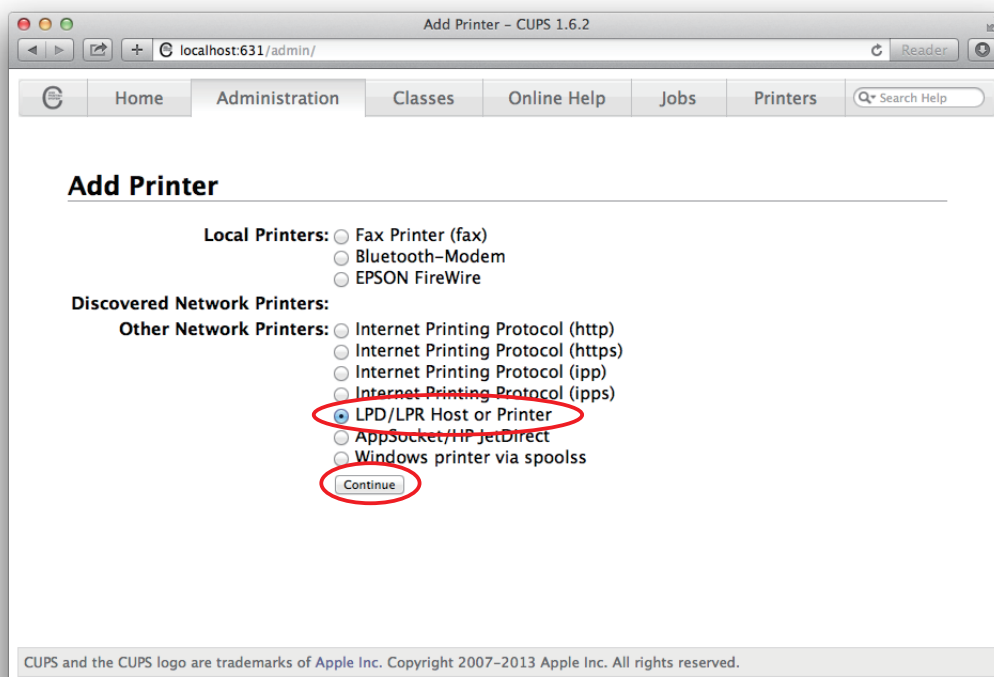 Add Printer – CUPS 1.6.2
localhost:631/admin/
Reader
Home Administration Classes Online Help Jobs Printers Search Help
Add Printer
Local Printers: Fax Printer (fax)
Bluetooth-Modem
EPSON FireWire
Discovered Network Printers:
Other Network Printers: Internet Printing Protocol (http)
Internet Printing Protocol (https)
Internet Printing Protocol (ipp)
Internet Printing Protocol (ipps)
LPD/LPR Host or Printer
AppSocket/HP JetDirect
Windows printer via spoolss
Continue
CUPS and the CUPS logo are trademarks of Apple Inc. Copyright 2007–2013 Apple Inc. All rights reserved.